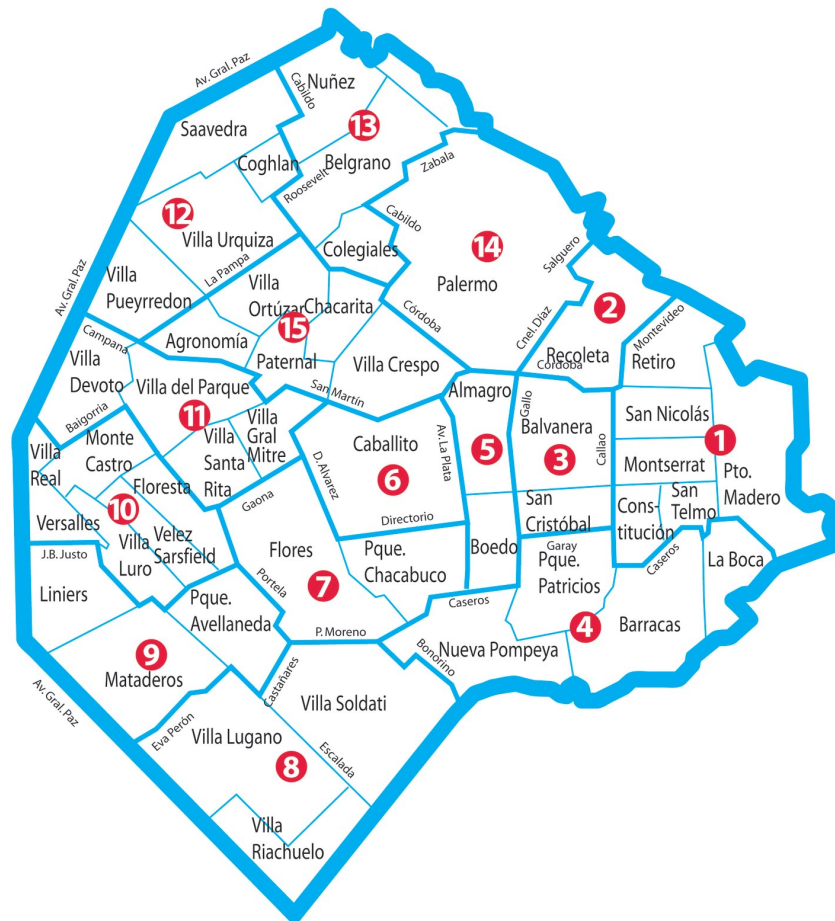 Av. Gral. Paz
Nuñez
Cabildo
13
Saavedra
Coghlan
Belgrano
Zabala
Roosevelt
12
Villa Urquiza
Cabildo
Colegiales
14
Palermo
Salguero
Av. Gral. Paz
Villa
Pueyrredon
La Pampa
Villa
Ortúzar
Chacarita
15
Agronomía
Paternal
Córdoba
Villa Crespo
San Martín
Cnel. Díaz
2
Recoleta
Córdoba
Montevideo
Retiro
Campana
Villa
Devoto
Baigorria
Villa del Parque
11
Villa
Gral
Mitre
Villa
Santa
Rita
Almagro
Gallo
Av. La Plata
5
Balvanera
3
Callao
San Nicolás
1
Montserrat
Pto.
Madero
San
Telmo
Cons-
titución
San
Cristóbal
Caballito
6
D. Alvarez
Directorio
Monte
Castro
Villa
Real
Versalles
Floresta
10
Velez
Sarsfield
Villa
Luro
Gaona
J.B. Justo
Liniers
Flores
7
Portela
Pque.
Chacabuco
Boedo
Garay
Pque.
Patricios
Caseros
La Boca
4
Barracas
Caseros
Pque.
Avellaneda
P. Moreno
Nueva Pompeya
Bonorino
9
Mataderos
Av. Gral. Paz
Eva Perón
Castañares
Villa Soldati
Villa Lugano
Escalada
8
Villa
Riachuelo